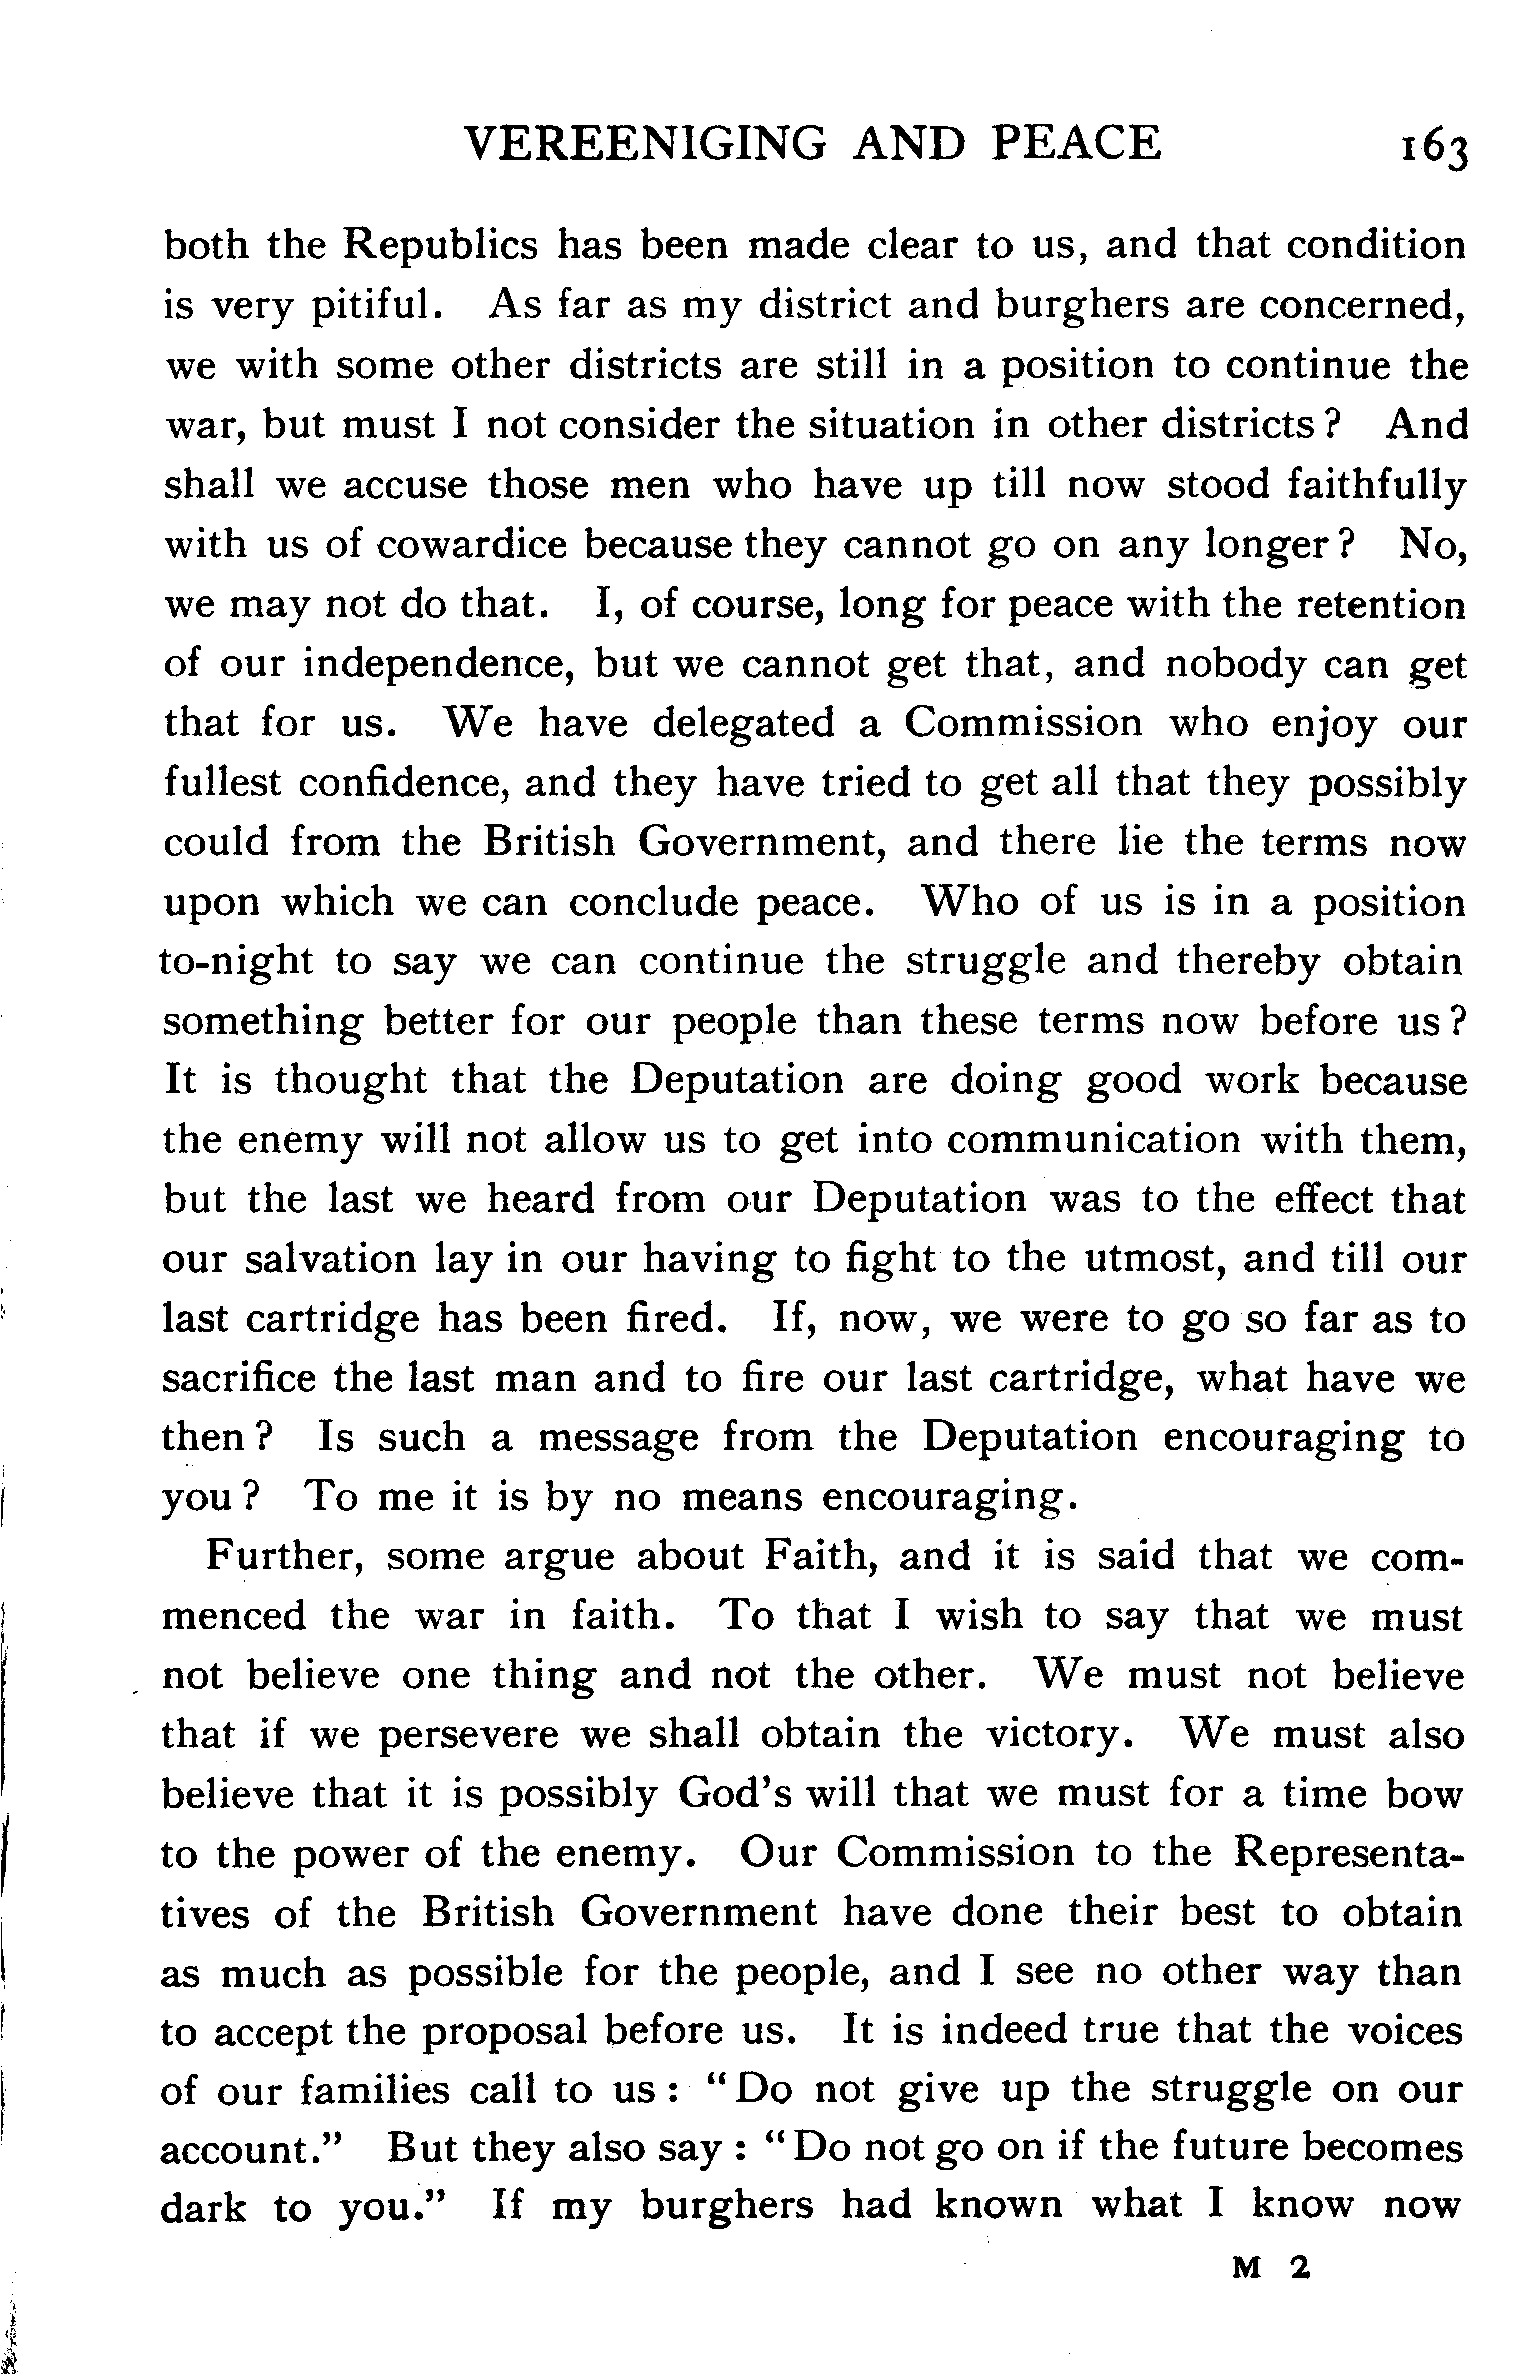 VEREENIGING AND PEACE 163
both the Republics has been made clear to us, and that condition
is very pitiful. As far as my district and burghers are concerned,
we with some other districts are still in a position to continue the
war, but must I not consider the situation in other districts? And
shall we accuse those men who have up till now stood faithfully
with us of cowardice because they cannot go on any longer? No,
we may not do that. I, of course, long for peace with the retention
of our independence, but we cannot get that, and nobody can get
that for us. We have delegated a Commission who enjoy our
fullest confidence, and they have tried to get all that they possibly
could from the British Government, and there lie the terms now
upon which we can conclude peace. Who of us is in a position
to-night to say we can continue the struggle and thereby obtain
something better for our people than these terms now before us?
It is thought that the Deputation are doing good work because
the enemy will not allow us to get into communication with them,
but the last we heard from our Deputation was to the effect that
our salvation lay in our having to fight to the utmost, and till our
last cartridge has been fired. If, now, we were to go so far as to
sacrifice the last man and to fire our last cartridge, what have we
then? Is such a message from the Deputation encouraging to
you? To me it is by no means encouraging.
Further, some argue about Faith, and it is said that we com-
menced the war in faith. To that I wish to say that we must
not believe one thing and not the other. We must not believe
that if we persevere we shall obtain the victory. We must also
believe that it is possibly God's will that we must for a time bow
to the power of the enemy. Our Commission to the Representa-
tives of the British Government have done their best to obtain
as much as possible for the people, and I see no other way than
to accept the proposal before us. It is indeed true that the voices
of our families call to us: "Do not give up the struggle on our
account." But they also say: "Do not go on if the future becomes
dark to you." If my burghers had known what I know now
M 2